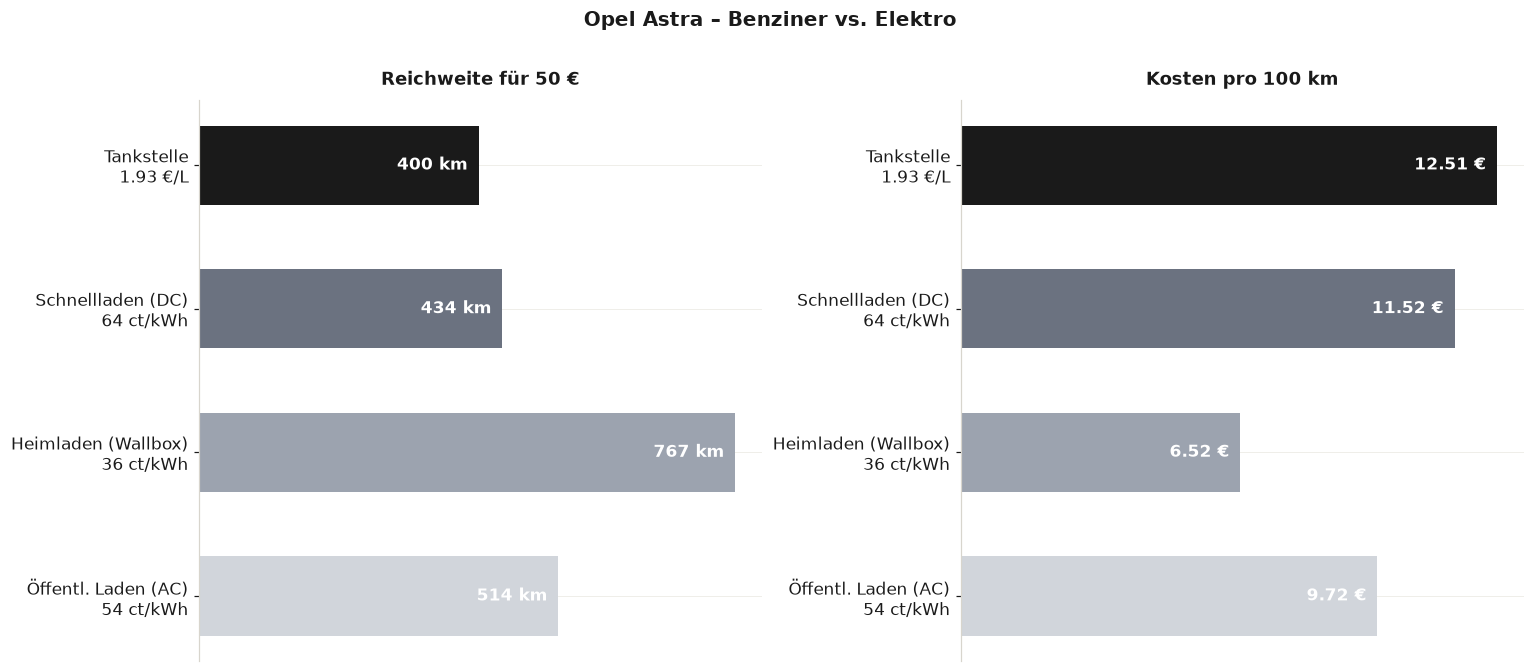 Opel Astra – Benziner vs. Elektro
Reichweite für 50 €
Tankstelle
1.93 €/L
400 km
Schnellladen (DC)
64 ct/kWh
434 km
Heimladen (Wallbox)
36 ct/kWh
767 km
Öffentl. Laden (AC)
54 ct/kWh
514 km
Kosten pro 100 km
Tankstelle
1.93 €/L
12.51 €
Schnellladen (DC)
64 ct/kWh
11.52 €
Heimladen (Wallbox)
36 ct/kWh
6.52 €
Öffentl. Laden (AC)
54 ct/kWh
9.72 €